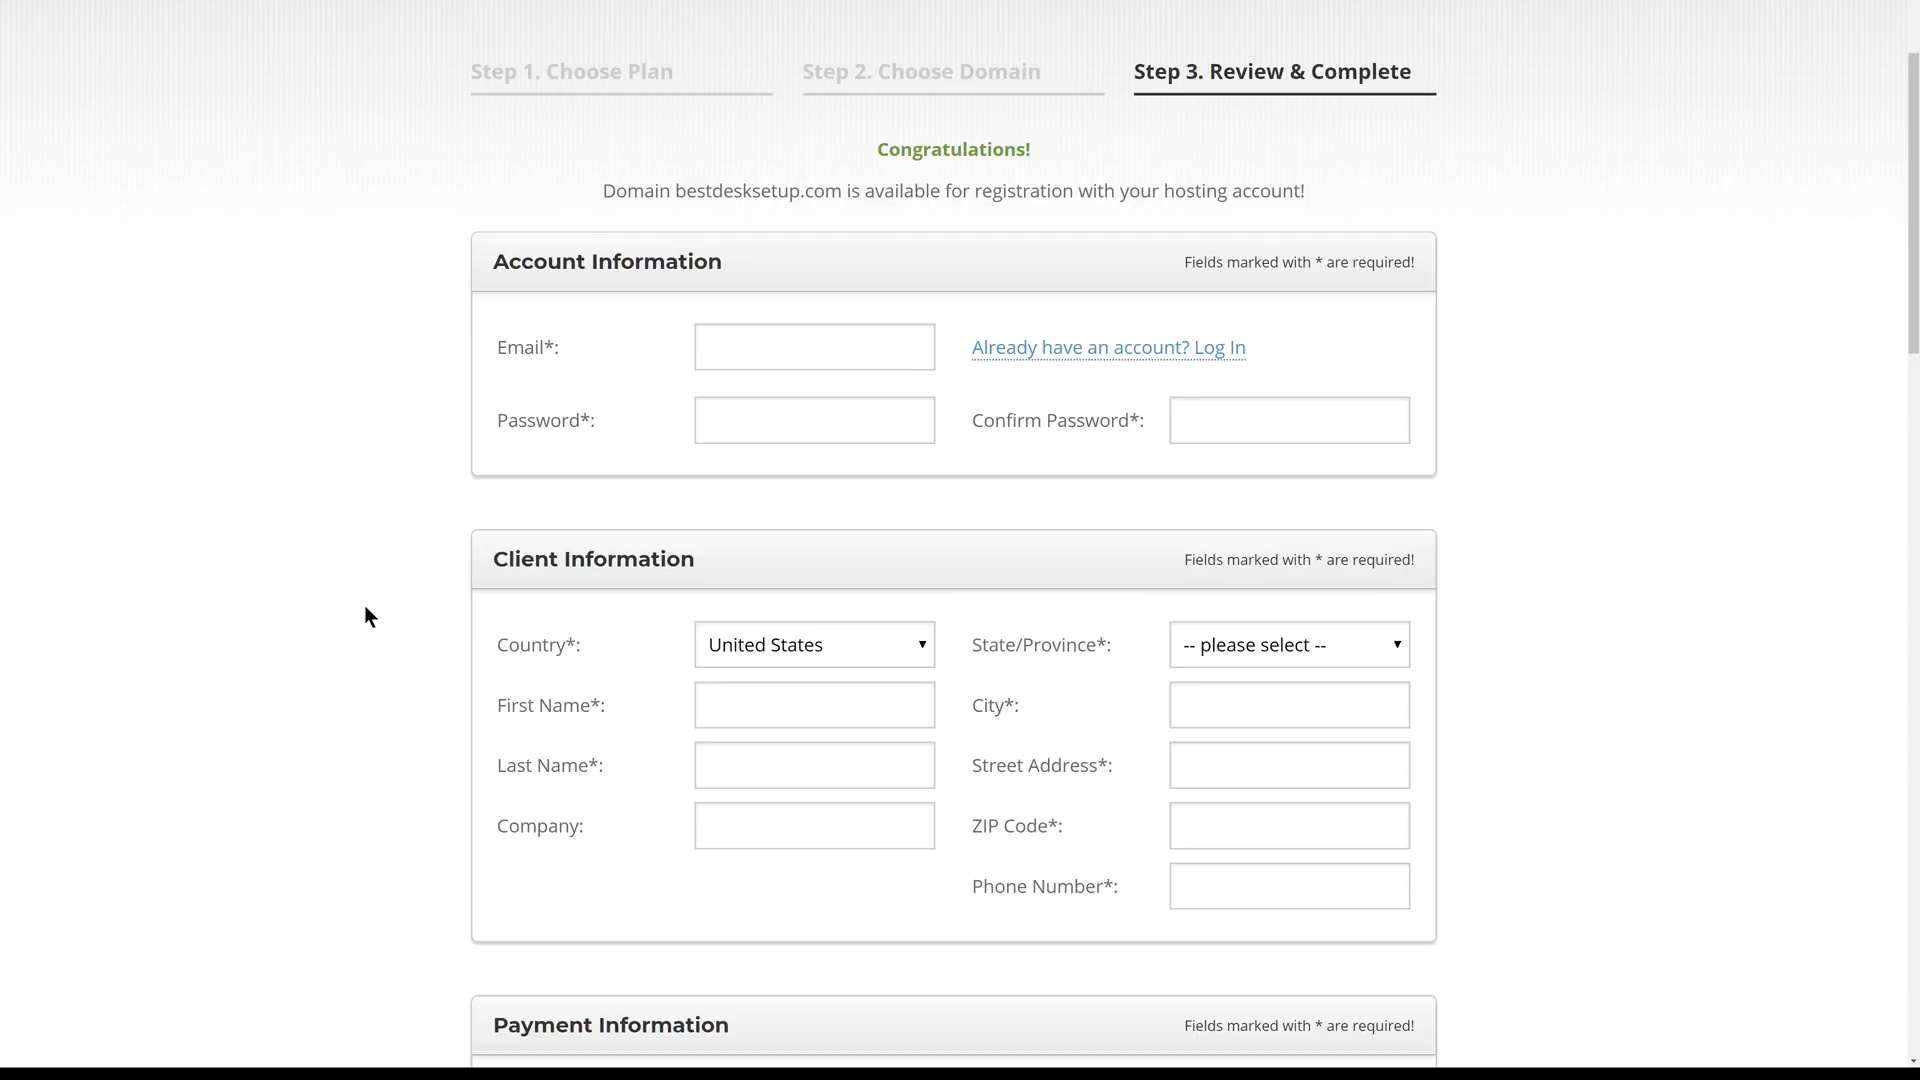 Step 1. Choose Plan
Step 2. Choose Domain
Step 3. Review & Complete
Congratulations!
Domain bestdesksetup.com is available for registration with your hosting account!
Account Information
Fields marked with * are required!
Email*:
Already have an account? Log In
Password*:
Confirm Password*:
Client Information
Fields marked with * are required!
Country*:
United States
State/Province*:
-- please select --
First Name*:
City*:
Last Name*:
Street Address*:
Company:
ZIP Code*:
Phone Number*:
Payment Information
Fields marked with * are required!